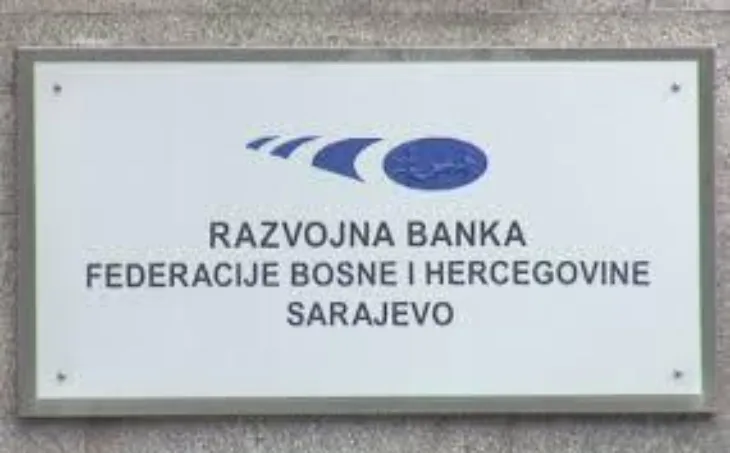 RAZVOJNA BANKA
FEDERACIJE BOSNE I HERCEGOVINE
SARAJEVO